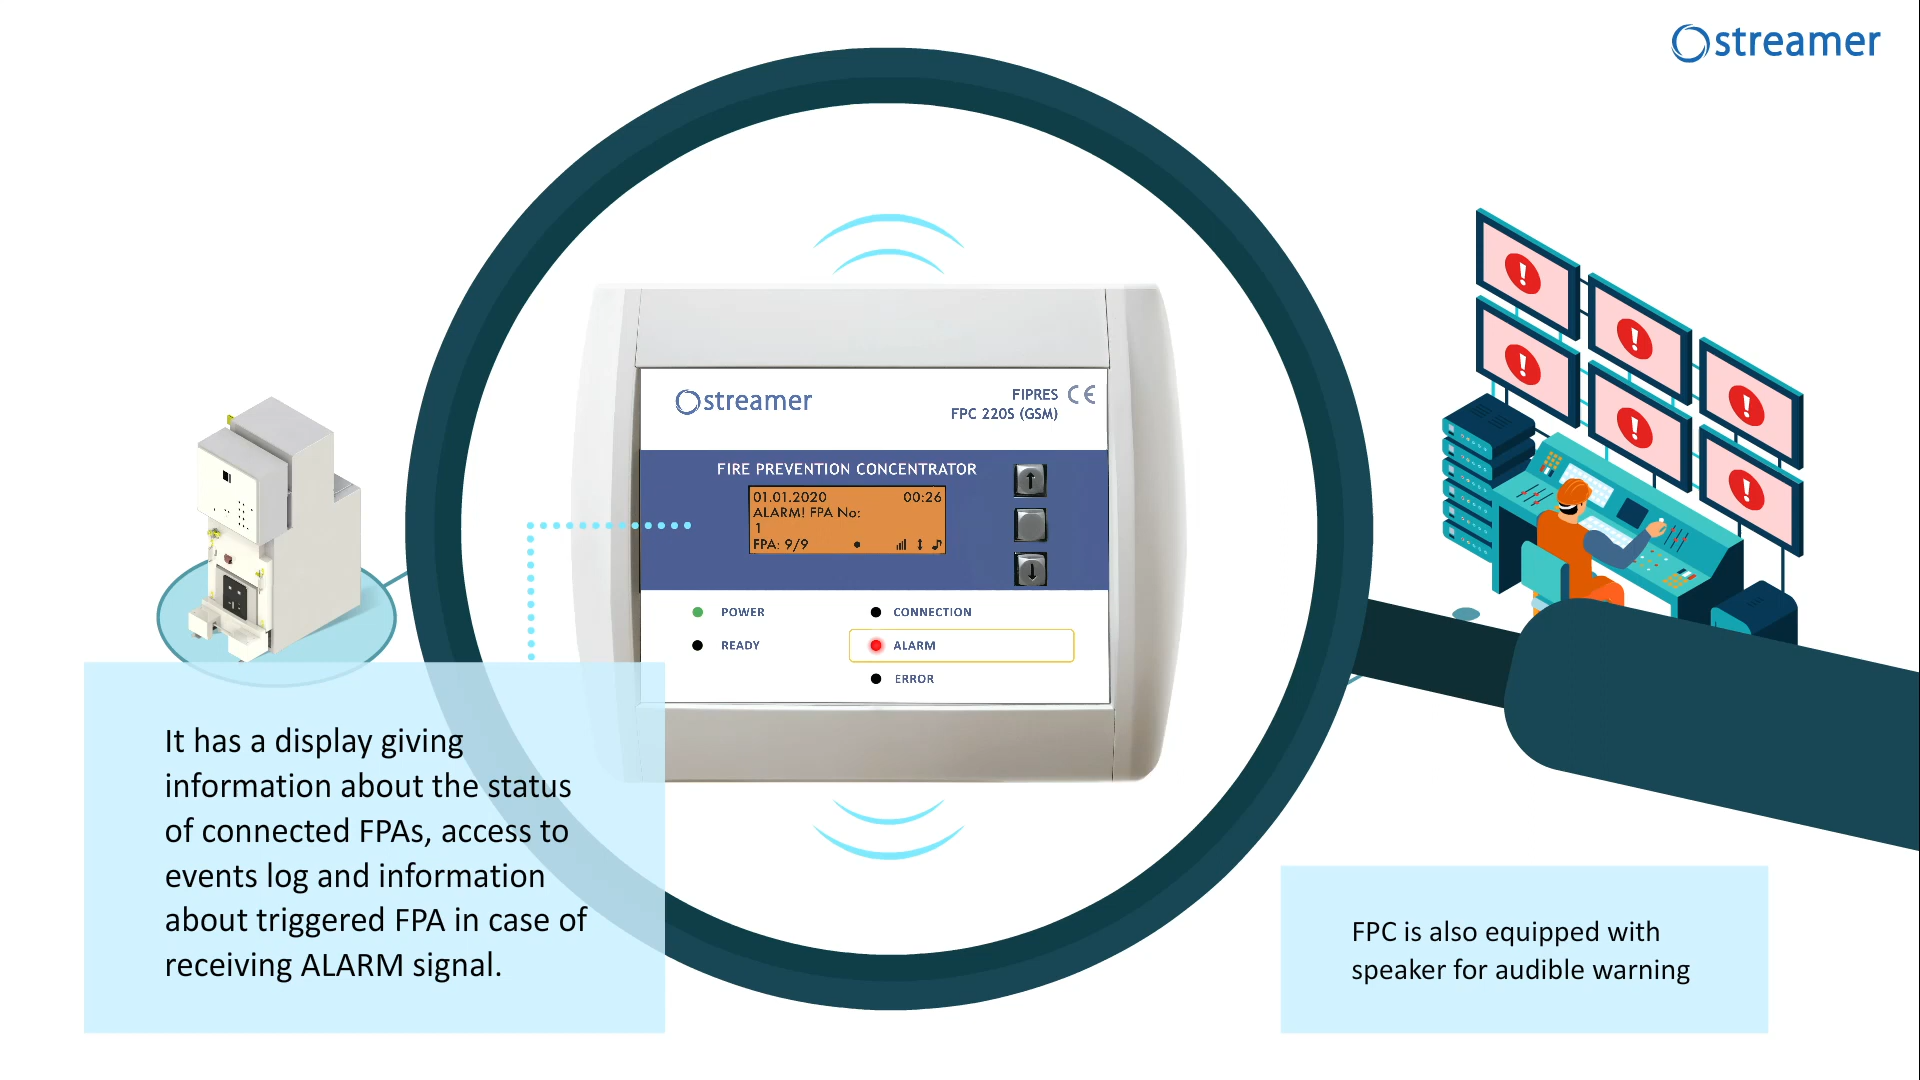 streamer
streamer
FIPRES
FPC 220S (GSM)
FIRE PREVENTION CONCENTRATOR
01.01.2020 00:26
ALARM! FPA No:
1
FPA: 9/9
POWER
CONNECTION
READY
ALARM
ERROR
It has a display giving
information about the status
of connected FPAs, access to
events log and information
about triggered FPA in case of
receiving ALARM signal.
FPC is also equipped with
speaker for audible warning